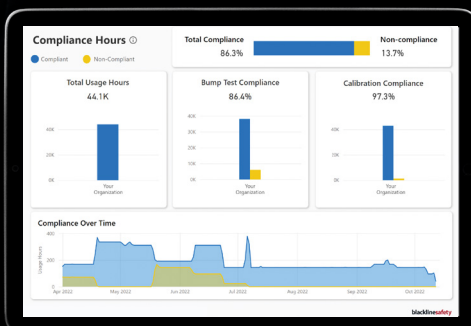 Compliance Hours ⓘ
Compliant Non-Compliant
Total Compliance
86.3%
Non-compliance
13.7%
Total Usage Hours
44.1K
40K
20K
0K
Your
Organization
Bump Test Compliance
86.4%
40K
30K
20K
10K
0K
Your
Organization
Calibration Compliance
97.3%
40K
20K
0K
Your
Organization
Compliance Over Time
Usage Hours
400
200
0
Apr 2022 May 2022 Jun 2022 Jul 2022 Aug 2022 Sep 2022 Oct 2022
blacklinesafety